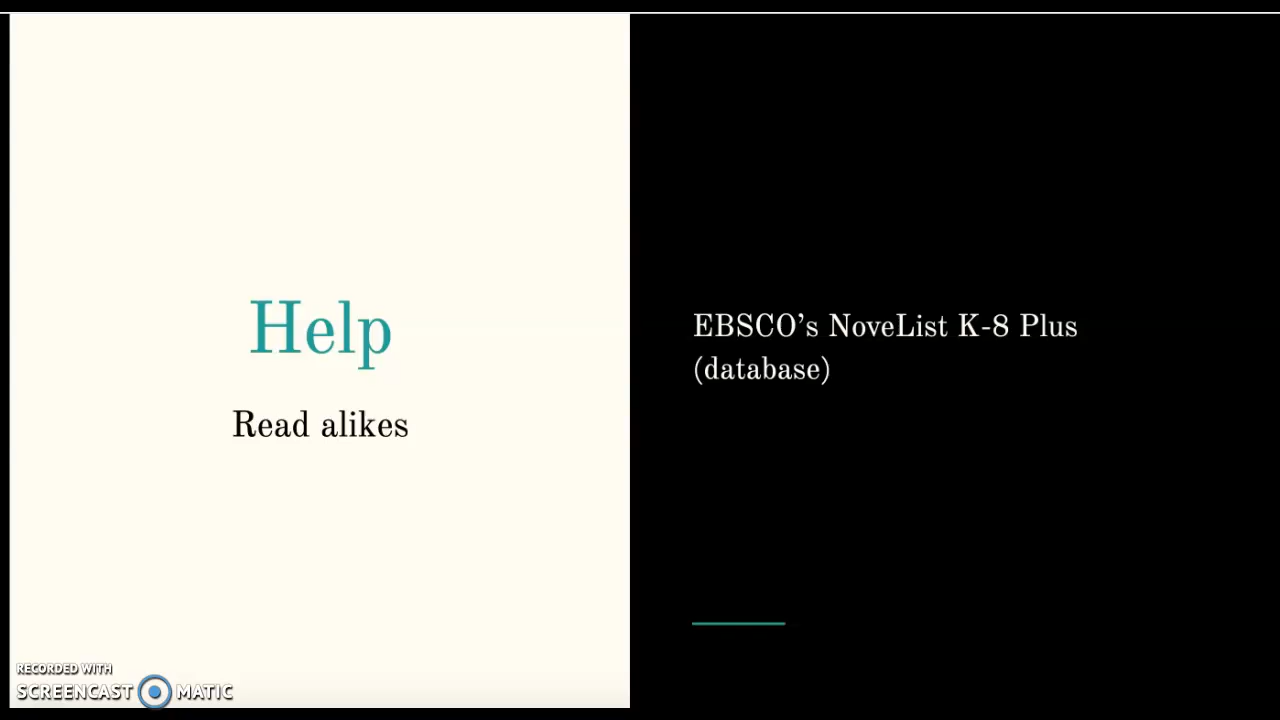 Help
Read alikes
EBSCO's NoveList K-8 Plus
(database)
RECORDED WITH
SCREENCAST MATIC